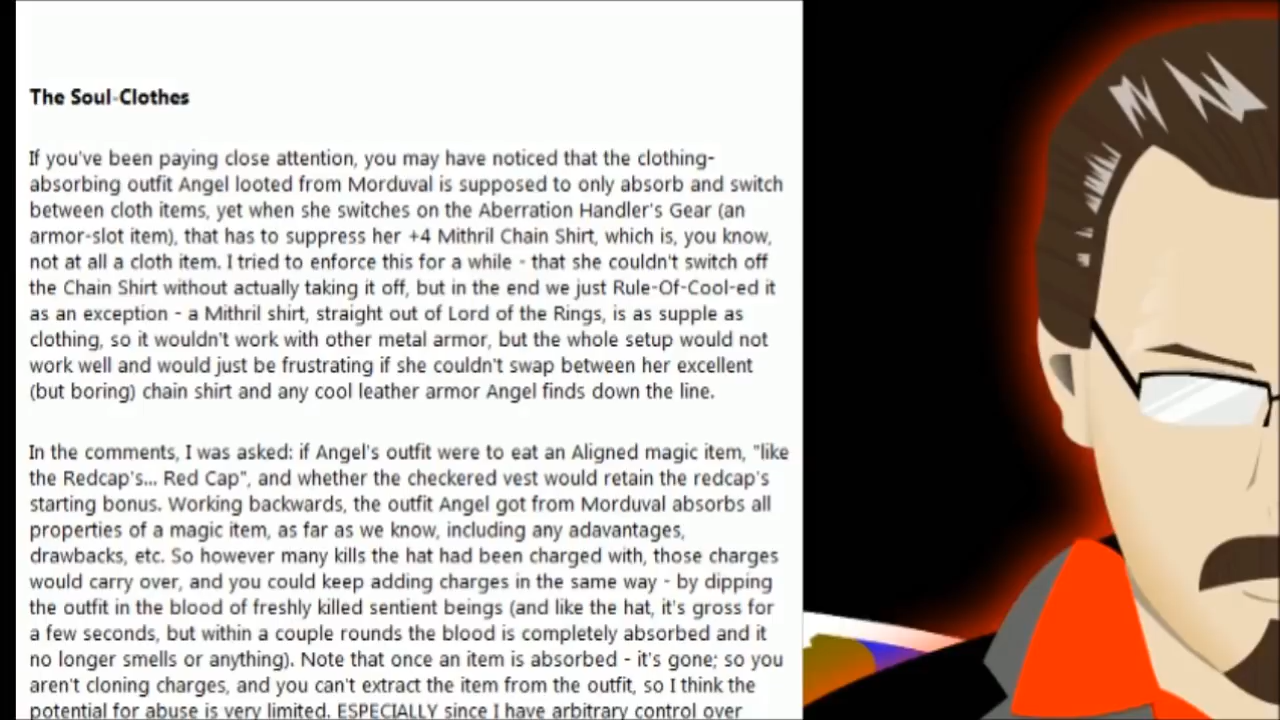 The Soul-Clothes
If you've been paying close attention, you may have noticed that the clothing-
absorbing outfit Angel looted from Morduval is supposed to only absorb and switch
between cloth items, yet when she switches on the Aberration Handler's Gear (an
armor-slot item), that has to suppress her +4 Mithril Chain Shirt, which is, you know,
not at all a cloth item. I tried to enforce this for a while - that she couldn't switch off
the Chain Shirt without actually taking it off, but in the end we just Rule-Of-Cool-ed it
as an exception - a Mithril shirt, straight out of Lord of the Rings, is as supple as
clothing, so it wouldn't work with other metal armor, but the whole setup would not
work well and would just be frustrating if she couldn't swap between her excellent
(but boring) chain shirt and any cool leather armor Angel finds down the line.
In the comments, I was asked: if Angel's outfit were to eat an Aligned magic item, "like
the Redcap's... Red Cap", and whether the checkered vest would retain the redcap's
starting bonus. Working backwards, the outfit Angel got from Morduval absorbs all
properties of a magic item, as far as we know, including any adavantages,
drawbacks, etc. So however many kills the hat had been charged with, those charges
would carry over, and you could keep adding charges in the same way - by dipping
the outfit in the blood of freshly killed sentient beings (and like the hat, it's gross for
a few seconds, but within a couple rounds the blood is completely absorbed and it
no longer smells or anything). Note that once an item is absorbed - it's gone; so you
aren't cloning charges, and you can't extract the item from the outfit, so I think the
potential for abuse is very limited. ESPECIALLY since I have arbitrary control over